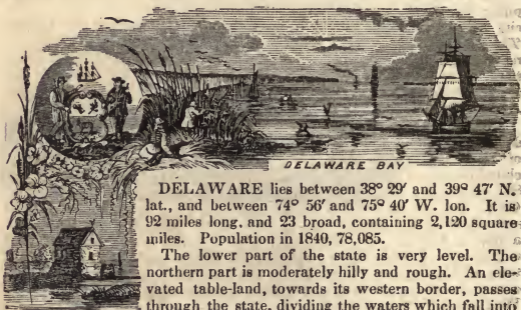 DELAWARE BAY
DELAWARE lies between 38° 29′ and 39° 47′ N.
lat., and between 74° 56′ and 75° 40′ W. lon. It is
92 miles long, and 23 broad, containing 2,120 square
miles. Population in 1840, 78,085.
The lower part of the state is very level. The
northern part is moderately hilly and rough. An ele-
vated table-land, towards its western border, passes
through the state, dividing the waters which fall into